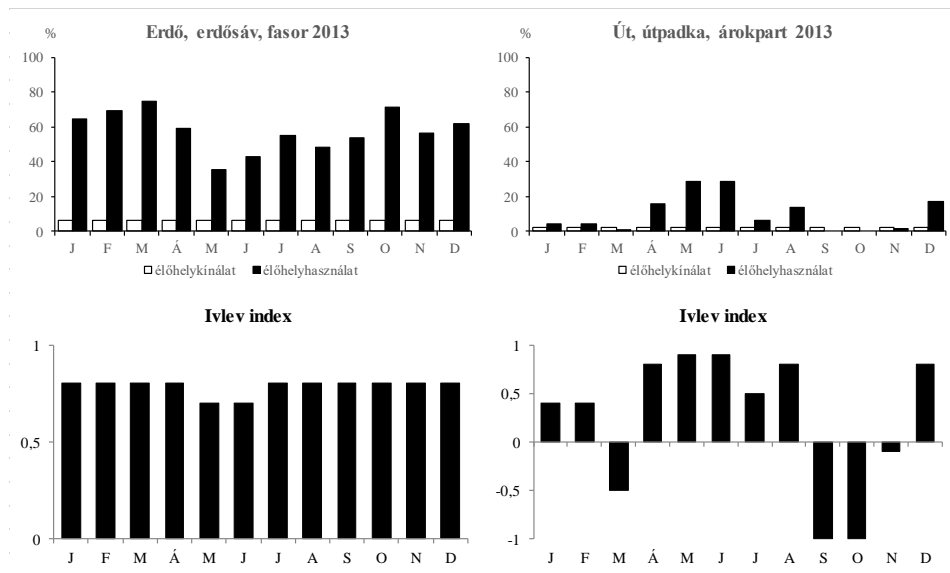 Erdő, erdősáv, fasor 2013
%
100
80
60
40
20
0
J F M Á M J J A S O N D
élőhelykínálat élőhelyhasználat
Út, útpadka, árokpart 2013
%
100
80
60
40
20
0
J F M Á M J J A S O N D
élőhelykínálat élőhelyhasználat
Ivlev index
1
0,5
0
J F M Á M J J A S O N D
Ivlev index
1
0,5
0
-0,5
-1
J F M Á M J J A S O N D